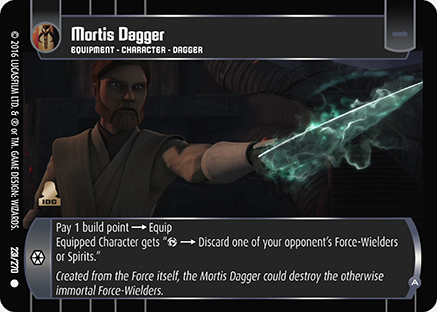 Mortis Dagger
EQUIPMENT - CHARACTER - DAGGER
© 2016 LUCASFILM LTD. & ® OR TM. GAME DESIGN: WIZARDS.
IDC
Pay 1 build point → Equip
Equipped Character gets “ → Discard one of your opponent’s Force-Wielders
or Spirits.”
Created from the Force itself, the Mortis Dagger could destroy the otherwise
immortal Force-Wielders.
A